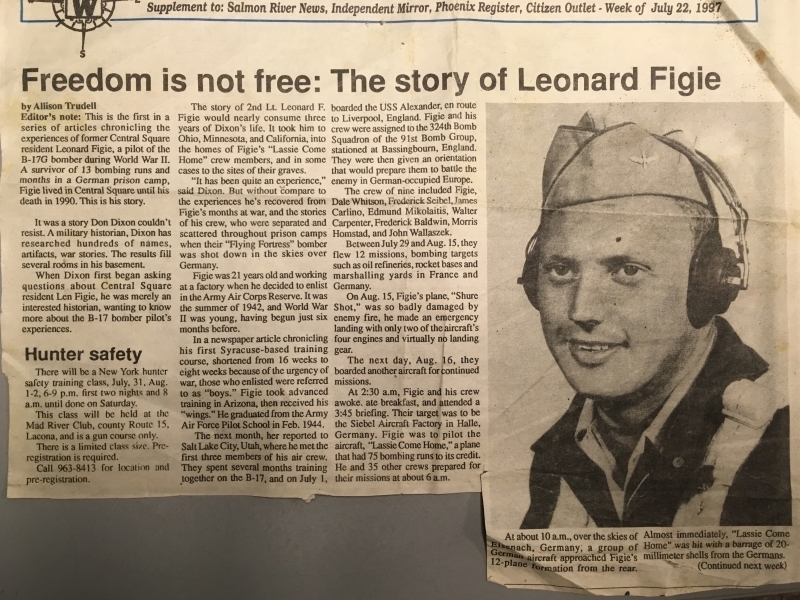 W
S
Supplement to: Salmon River News, Independent Mirror, Phoenix Register, Citizen Outlet - Week of July 22, 1997
Freedom is not free: The story of Leonard Figie
by Allison Trudell
Editor's note: This is the first in a
series of articles chronicling the
experiences of former Central Square
resident Leonard Figie, a pilot of the
B-17G bomber during World War II.
A survivor of 13 bombing runs and
months in a German prison camp,
Figie lived in Central Square until his
death in 1990. This is his story.
It was a story Don Dixon couldn't
resist. A military historian, Dixon has
researched hundreds of names,
artifacts, war stories. The results fill
several rooms in his basement.
When Dixon first began asking
questions about Central Square
resident Len Figie, he was merely an
interested historian, wanting to know
more about the B-17 bomber pilot's
experiences.
Hunter safety
There will be a New York hunter
safety training class, July, 31, Aug.
1-2, 6-9 p.m. first two nights and 8
a.m. until done on Saturday.
This class will be held at the
Mad River Club, county Route 15,
Lacona, and is a gun course only.
There is a limited class size. Pre-
registration is required.
Call 963-8413 for location and
pre-registration.
The story of 2nd Lt. Leonard F.
Figie would nearly consume three
years of Dixon's life. It took him to
Ohio, Minnesota, and California, into
the homes of Figie's "Lassie Come
Home" crew members, and in some
cases to the sites of their graves.
"It has been quite an experience,"
said Dixon. But without compare to
the experiences he's recovered from
Figie's months at war, and the stories
of his crew, who were separated and
scattered throughout prison camps
when their "Flying Fortress" bomber
was shot down in the skies over
Germany.
Figie was 21 years old and working
at a factory when he decided to enlist
in the Army Air Corps Reserve. It was
the summer of 1942, and World War
II was young, having begun just six
months before.
In a newspaper article chronicling
his first Syracuse-based training
course, shortened from 16 weeks to
eight weeks because of the urgency of
war, those who enlisted were referred
to as "boys." Figie took advanced
training in Arizona, then received his
"wings." He graduated from the Army
Air Force Pilot School in Feb. 1944.
The next month, her reported to
Salt Lake City, Utah, where he met the
first three members of his air crew.
They spent several months training
together on the B-17, and on July 1,
boarded the USS Alexander, en route
to Liverpool, England. Figie and his
crew were assigned to the 324th Bomb
Squadron of the 91st Bomb Group,
stationed at Bassingbourn, England.
They were then given an orientation
that would prepare them to battle the
enemy in German-occupied Europe.
The crew of nine included Figie,
Dale Whitson, Frederick Seibel, James
Carlino, Edmund Mikolaitis, Walter
Carpenter, Frederick Baldwin, Morris
Homstad, and John Wallaszek.
Between July 29 and Aug. 15, they
flew 12 missions, bombing targets
such as oil refineries, rocket bases and
marshalling yards in France and
Germany.
On Aug. 15, Figie's plane, "Shure
Shot," was so badly damaged by
enemy fire, he made an emergency
landing with only two of the aircraft's
four engines and virtually no landing
gear.
The next day, Aug. 16, they
boarded another aircraft for continued
missions.
At 2:30 a.m, Figie and his crew
awoke. ate breakfast, and attended a
3:45 briefing. Their target was to be
the Siebel Aircraft Factory in Halle,
Germany. Figie was to pilot the
aircraft, "Lassie Come Home," a plane
that had 75 bombing runs to its credit.
He and 35 other crews prepared for
their missions at about 6 a.m.
At about 10 a.m., over the skies of
Eisenach, Germany, a group of
German aircraft approached Figie's
12-plane formation from the rear.
Almost immediately, "Lassie Come
Home" was hit with a barrage of 20-
millimeter shells from the Germans.
(Continued next week)